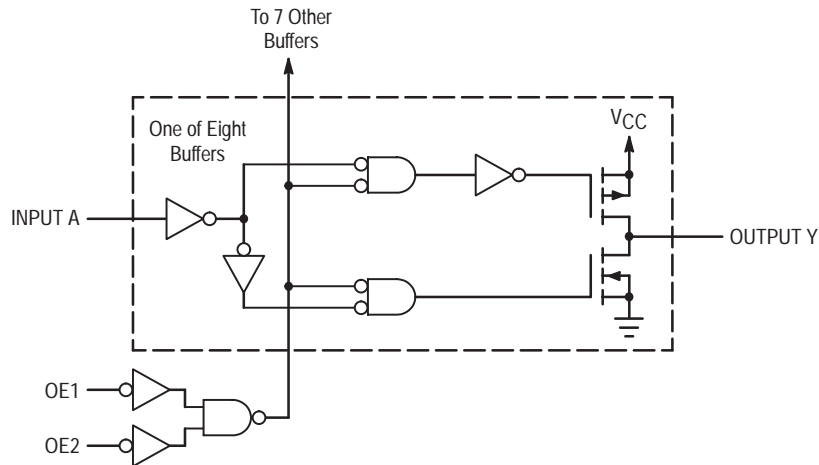 To 7 Other
Buffers
One of Eight
Buffers
VCC
INPUT A
OUTPUT Y
OE1
OE2